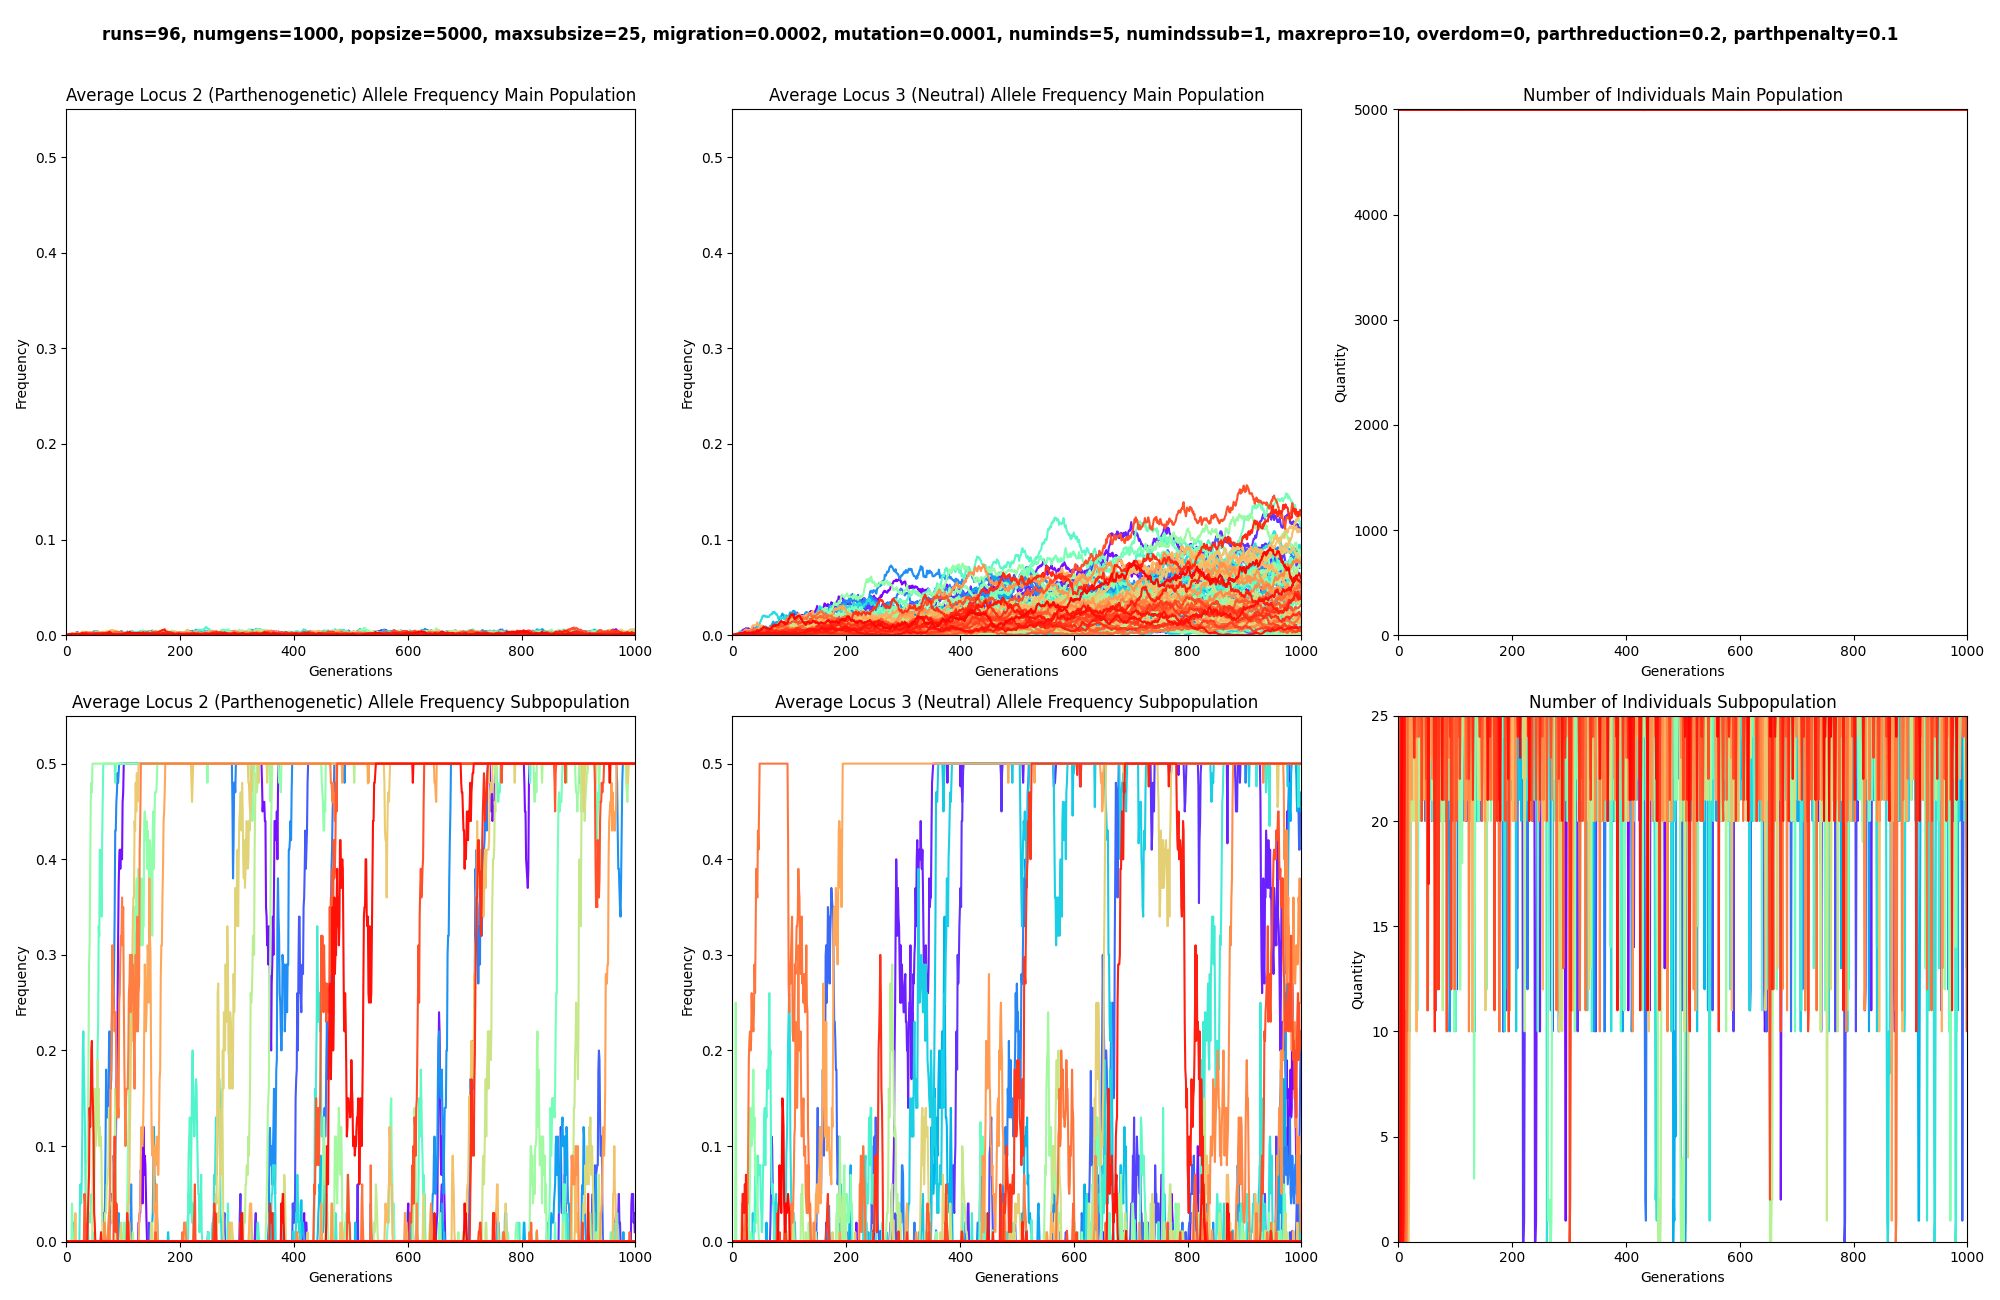 runs=96, numgens=1000, popsize=5000, maxsubsize=25, migration=0.0002, mutation=0.0001, numinds=5, numindssub=1, maxrepro=10, overdom=0, parthreduction=0.2, parthpenalty=0.1
Average Locus 2 (Parthenogenetic) Allele Frequency Main Population
0.5
0.4
0.3
0.2
0.1
0.0
Frequency
0 200 400 600 800 1000
Generations
Average Locus 3 (Neutral) Allele Frequency Main Population
0.5
0.4
0.3
0.2
0.1
0.0
Frequency
0 200 400 600 800 1000
Generations
Number of Individuals Main Population
5000
4000
3000
2000
1000
0
Quantity
0 200 400 600 800 1000
Generations
Average Locus 2 (Parthenogenetic) Allele Frequency Subpopulation
0.5
0.4
0.3
0.2
0.1
0.0
Frequency
0 200 400 600 800 1000
Generations
Average Locus 3 (Neutral) Allele Frequency Subpopulation
0.5
0.4
0.3
0.2
0.1
0.0
Frequency
0 200 400 600 800 1000
Generations
Number of Individuals Subpopulation
25
20
15
10
5
0
Quantity
0 200 400 600 800 1000
Generations